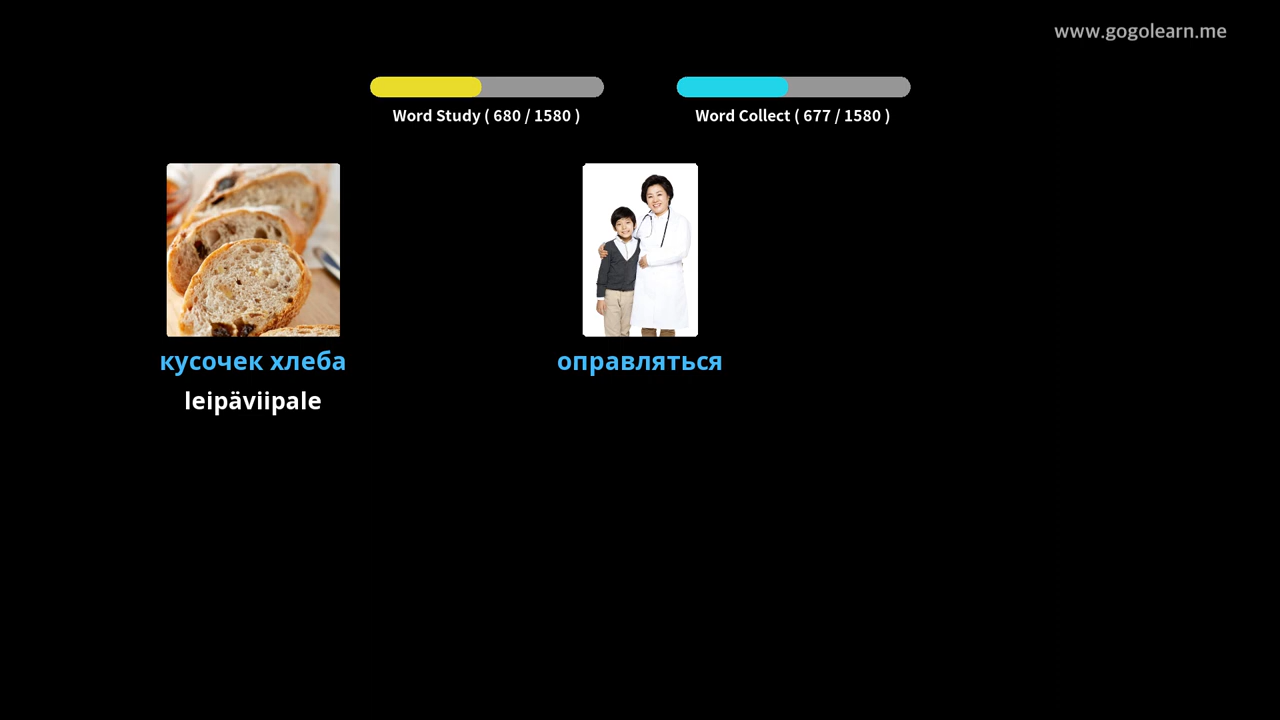 www.gogolearn.me
Word Study ( 680 / 1580 )
Word Collect ( 677 / 1580 )
кусочек хлеба
leipäviipale
оправляться